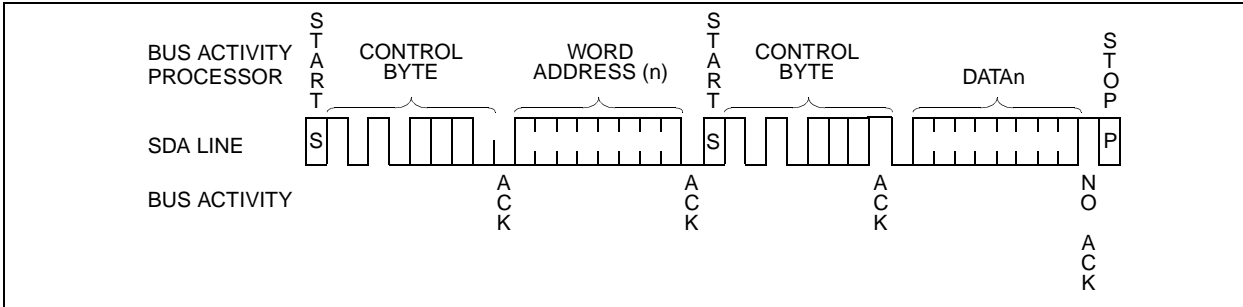 BUS ACTIVITY
PROCESSOR
START
CONTROL
BYTE
WORD
ADDRESS (n)
START
CONTROL
BYTE
DATAn
STOP
SDA LINE
S
S
P
BUS ACTIVITY
ACK
ACK
ACK
NO ACK